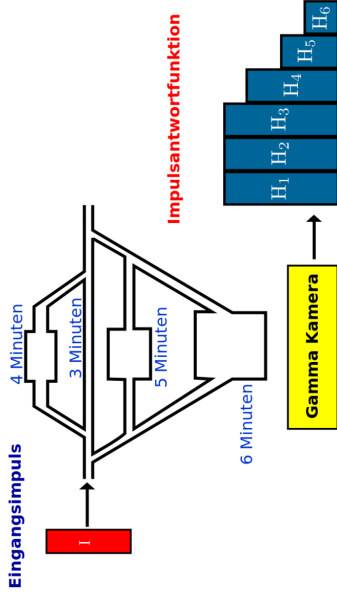 Eingangsimpuls
I
4 Minuten
3 Minuten
5 Minuten
6 Minuten
Impulsantwortfunktion
Gamma Kamera
H1
H2
H3
H4
H5
H6